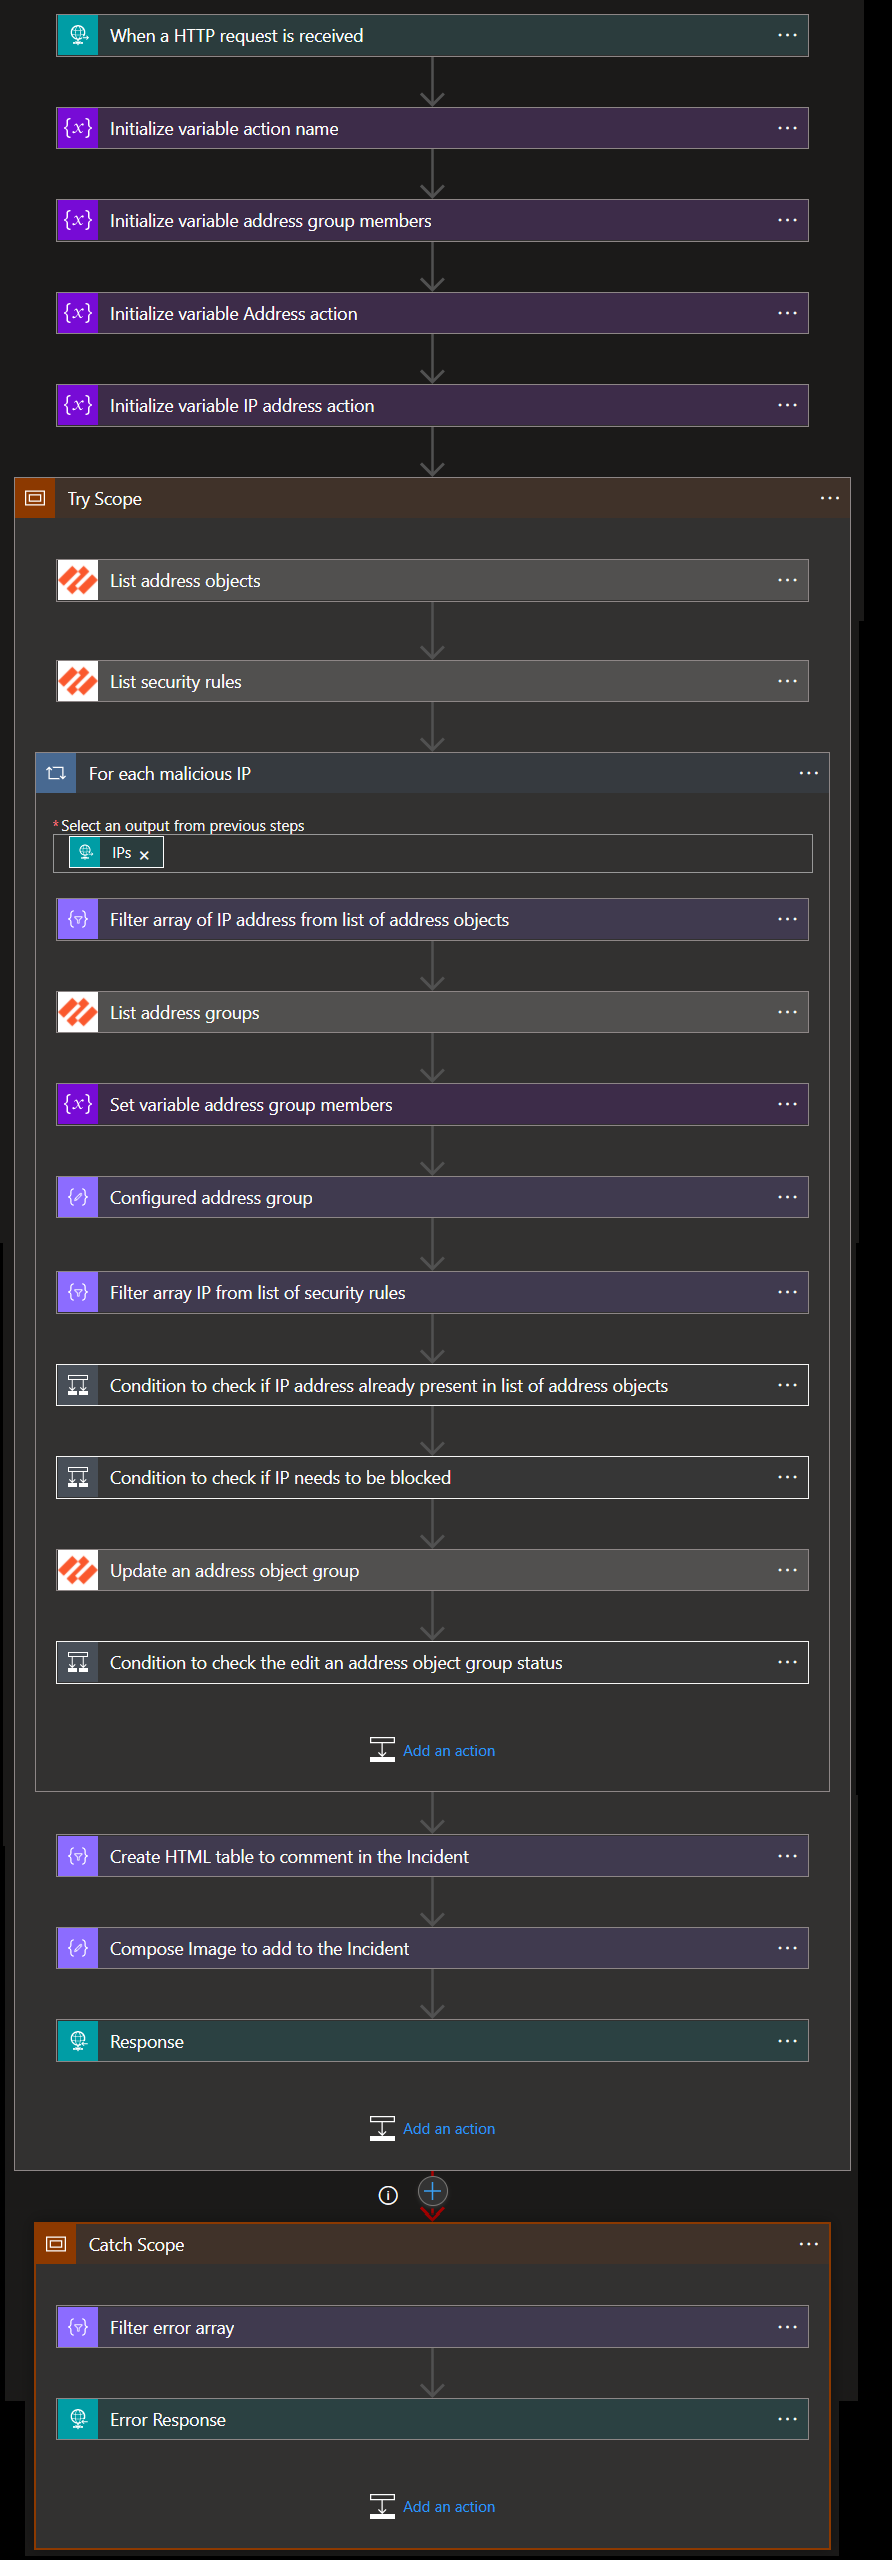 When a HTTP request is received
Initialize variable action name
Initialize variable address group members
Initialize variable Address action
Initialize variable IP address action
Try Scope
List address objects
List security rules
For each malicious IP
* Select an output from previous steps
IPs ×
Filter array of IP address from list of address objects
List address groups
Set variable address group members
Configured address group
Filter array IP from list of security rules
Condition to check if IP address already present in list of address objects
Condition to check if IP needs to be blocked
Update an address object group
Condition to check the edit an address object group status
Add an action
Create HTML table to comment in the Incident
Compose Image to add to the Incident
Response
Add an action
Catch Scope
Filter error array
Error Response
Add an action